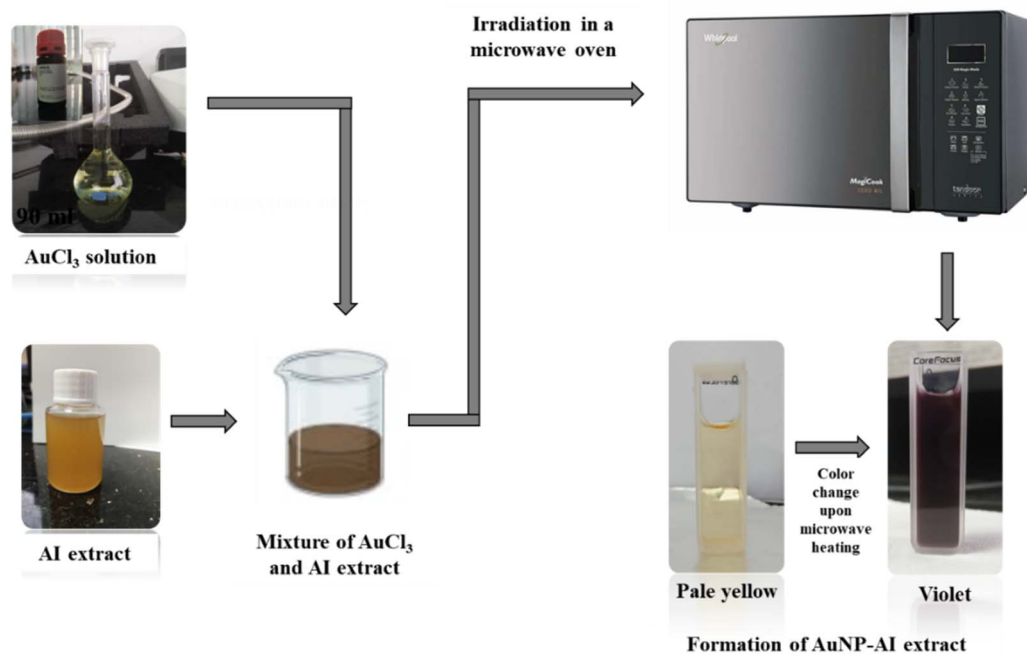 Irradiation in a
microwave oven
Whirlpool
MagiCook
90 ml
AuCl₃ solution
AI extract
Mixture of AuCl₃
and AI extract
CoreFocus
Color
change
upon
microwave
heating
Pale yellow
Violet
Formation of AuNP-AI extract